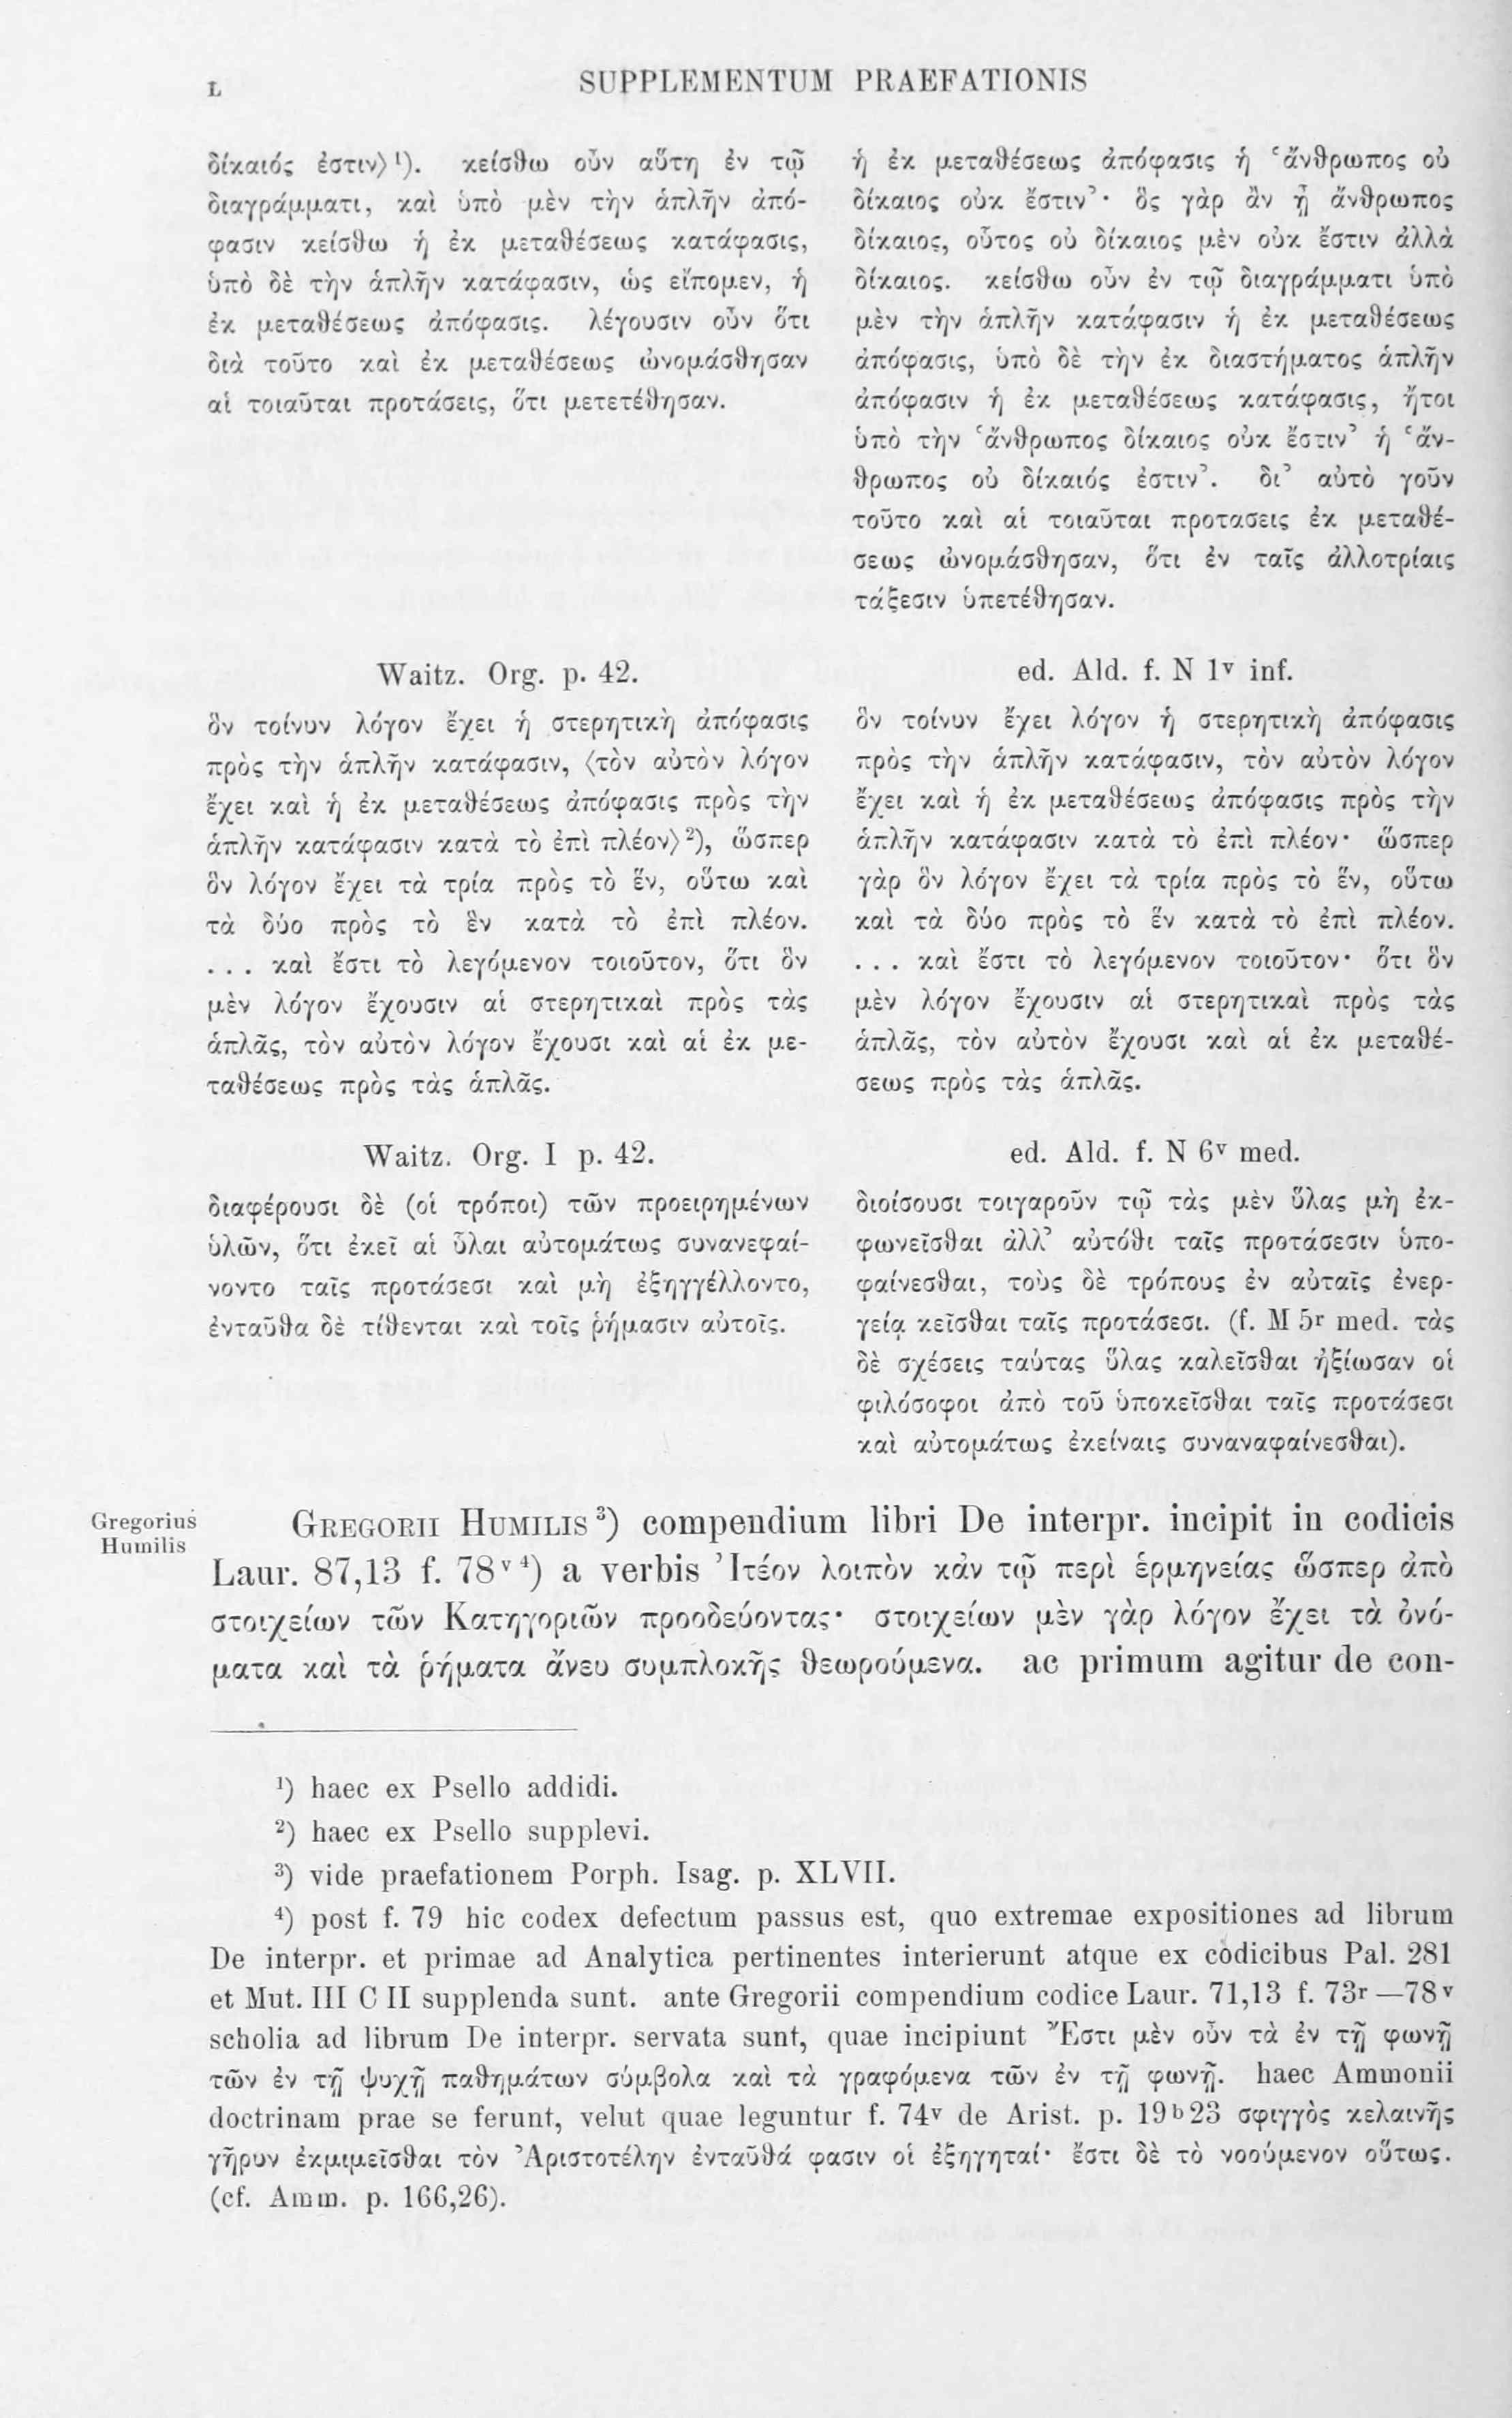 L
SUPPLEMENTUM PRAEFATIONIS
δίκαιός ἐστιν⟩¹). κείσθω οὖν αὕτη ἐν τῷ
διαγράμματι, καὶ ὑπὸ μὲν τὴν ἁπλῆν ἀπό-
φασιν κείσθω ἡ ἐκ μεταθέσεως κατάφασις,
ὑπὸ δὲ τὴν ἁπλῆν κατάφασιν, ὡς εἴπομεν, ἡ
ἐκ μεταθέσεως ἀπόφασις. λέγουσιν οὖν ὅτι
διὰ τοῦτο καὶ ἐκ μεταθέσεως ὠνομάσθησαν
αἱ τοιαῦται προτάσεις, ὅτι μετετέθησαν.
ἡ ἐκ μεταθέσεως ἀπόφασις ἡ ʽἄνθρωπος οὐ
δίκαιος οὐκ ἔστινʼ· ὃς γὰρ ἂν ᾖ ἄνθρωπος
δίκαιος, οὗτος οὐ δίκαιος μὲν οὐκ ἔστιν ἀλλὰ
δίκαιος. κείσθω οὖν ἐν τῷ διαγράμματι ὑπὸ
μὲν τὴν ἁπλῆν κατάφασιν ἡ ἐκ μεταθέσεως
ἀπόφασις, ὑπὸ δὲ τὴν ἐκ διαστήματος ἁπλῆν
ἀπόφασιν ἡ ἐκ μεταθέσεως κατάφασις, ἤτοι
ὑπὸ τὴν ʽἄνθρωπος δίκαιος οὐκ ἔστινʼ ἡ ʽἄν-
θρωπος οὐ δίκαιός ἐστινʼ. διʼ αὐτὸ γοῦν
τοῦτο καὶ αἱ τοιαῦται προτασεις ἐκ μεταθέ-
σεως ὠνομάσθησαν, ὅτι ἐν ταῖς ἀλλοτρίαις
τάξεσιν ὑπετέθησαν.
Waitz. Org. p. 42.
ὃν τοίνυν λόγον ἔχει ἡ στερητικὴ ἀπόφασις
πρὸς τὴν ἁπλῆν κατάφασιν, ⟨τὸν αὐτὸν λόγον
ἔχει καὶ ἡ ἐκ μεταθέσεως ἀπόφασις πρὸς τὴν
ἁπλῆν κατάφασιν κατὰ τὸ ἐπὶ πλέον⟩²), ὥσπερ
ὃν λόγον ἔχει τὰ τρία πρὸς τὸ ἕν, οὕτω καὶ
τὰ δύο πρὸς τὸ ἓν κατὰ τὸ ἐπὶ πλέον.
... καὶ ἔστι τὸ λεγόμενον τοιοῦτον, ὅτι ὃν
μὲν λόγον ἔχουσιν αἱ στερητικαὶ πρὸς τὰς
ἁπλᾶς, τὸν αὐτὸν λόγον ἔχουσι καὶ αἱ ἐκ με-
ταθέσεως πρὸς τὰς ἁπλᾶς.
ed. Ald. f. N 1ᵛ inf.
ὃν τοίνυν ἔχει λόγον ἡ στερητικὴ ἀπόφασις
πρὸς τὴν ἁπλῆν κατάφασιν, τὸν αὐτὸν λόγον
ἔχει καὶ ἡ ἐκ μεταθέσεως ἀπόφασις πρὸς τὴν
ἁπλῆν κατάφασιν κατὰ τὸ ἐπὶ πλέον· ὥσπερ
γὰρ ὃν λόγον ἔχει τὰ τρία πρὸς τὸ ἕν, οὕτω
καὶ τὰ δύο πρὸς τὸ ἕν κατὰ τὸ ἐπὶ πλέον.
... καὶ ἔστι τὸ λεγόμενον τοιοῦτον· ὅτι ὃν
μὲν λόγον ἔχουσιν αἱ στερητικαὶ πρὸς τὰς
ἁπλᾶς, τὸν αὐτὸν ἔχουσι καὶ αἱ ἐκ μεταθέ-
σεως πρὸς τὰς ἁπλᾶς.
Waitz. Org. I p. 42.
διαφέρουσι δὲ (οἱ τρόποι) τῶν προειρημένων
ὑλῶν, ὅτι ἐκεῖ αἱ ὗλαι αὐτομάτως συνανεφαί-
νοντο ταῖς προτάσεσι καὶ μὴ ἐξηγγέλλοντο,
ἐνταῦθα δὲ τίθενται καὶ τοῖς ῥήμασιν αὐτοῖς.
ed. Ald. f. N 6ᵛ med.
διοίσουσι τοιγαροῦν τῷ τὰς μὲν ὕλας μὴ ἐκ-
φωνεῖσθαι ἀλλʼ αὐτόθι ταῖς προτάσεσιν ὑπο-
φαίνεσθαι, τοὺς δὲ τρόπους ἐν αὐταῖς ἐνερ-
γείᾳ κεῖσθαι ταῖς προτάσεσι. (f. M 5ʳ med. τὰς
δὲ σχέσεις ταύτας ὕλας καλεῖσθαι ἠξίωσαν οἱ
φιλόσοφοι ἀπὸ τοῦ ὑποκεῖσθαι ταῖς προτάσεσι
καὶ αὐτομάτως ἐκείναις συναναφαίνεσθαι).
Gregorius
Humilis
GREGORII HUMILIS³) compendium libri De interpr. incipit in codicis
Laur. 87,13 f. 78ᵛ⁴) a verbis Ἰτέον λοιπὸν κἀν τῷ περὶ ἑρμηνείας ὥσπερ ἀπὸ
στοιχείων τῶν Κατηγοριῶν προοδεύοντας· στοιχείων μὲν γὰρ λόγον ἔχει τὰ ὀνό-
ματα καὶ τὰ ῥήματα ἄνευ συμπλοκῆς θεωρούμενα. ac primum agitur de con-
¹) haec ex Psello addidi.
²) haec ex Psello supplevi.
³) vide praefationem Porph. Isag. p. XLVII.
⁴) post f. 79 hic codex defectum passus est, quo extremae expositiones ad librum
De interpr. et primae ad Analytica pertinentes interierunt atque ex codicibus Pal. 281
et Mut. III C II supplenda sunt. ante Gregorii compendium codice Laur. 71,13 f. 73ʳ—78ᵛ
scholia ad librum De interpr. servata sunt, quae incipiunt Ἔστι μὲν οὖν τὰ ἐν τῇ φωνῇ
τῶν ἐν τῇ ψυχῇ παθημάτων σύμβολα καὶ τὰ γραφόμενα τῶν ἐν τῇ φωνῇ. haec Ammonii
doctrinam prae se ferunt, velut quae leguntur f. 74ᵛ de Arist. p. 19ᵇ23 σφιγγὸς κελαινῆς
γῆρυν ἐκμιμεῖσθαι τὸν Ἀριστοτέλην ἐνταῦθά φασιν οἱ ἐξηγηταί· ἔστι δὲ τὸ νοούμενον οὕτως.
(cf. Amm. p. 166,26).